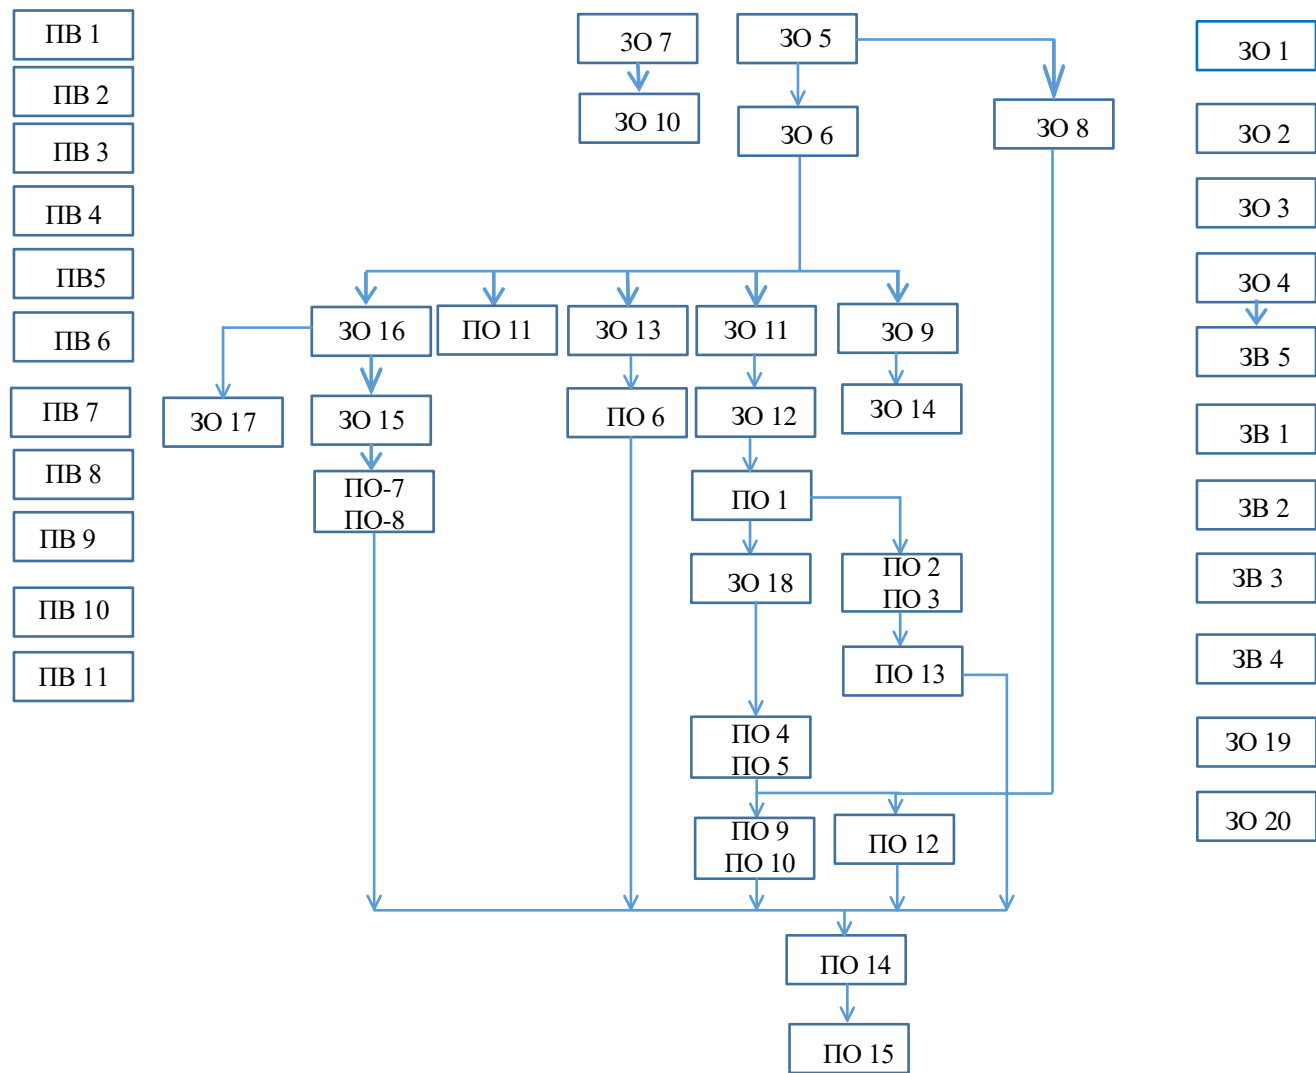 ПВ 1
ПВ 2
ПВ 3
ПВ 4
ПВ5
ПВ 6
ПВ 7
ПВ 8
ПВ 9
ПВ 10
ПВ 11
ЗО 7
ЗО 5
ЗО 10
ЗО 6
ЗО 8
ЗО 16
ПО 11
ЗО 13
ЗО 11
ЗО 9
ЗО 17
ЗО 15
ПО 6
ЗО 12
ЗО 14
ПО-7
ПО-8
ПО 1
ЗО 18
ПО 2
ПО 3
ПО 13
ПО 4
ПО 5
ПО 9
ПО 10
ПО 12
ПО 14
ПО 15
ЗО 1
ЗО 2
ЗО 3
ЗО 4
ЗВ 5
ЗВ 1
ЗВ 2
ЗВ 3
ЗВ 4
ЗО 19
ЗО 20